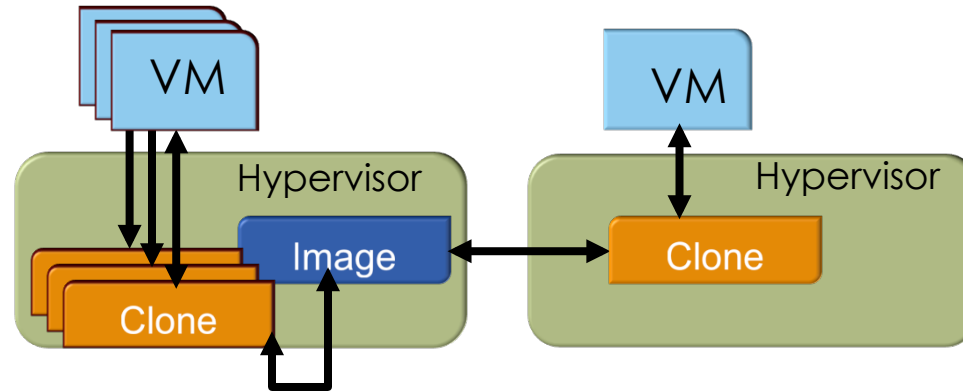 VM
VM
Hypervisor
Hypervisor
Image
Clone
Clone